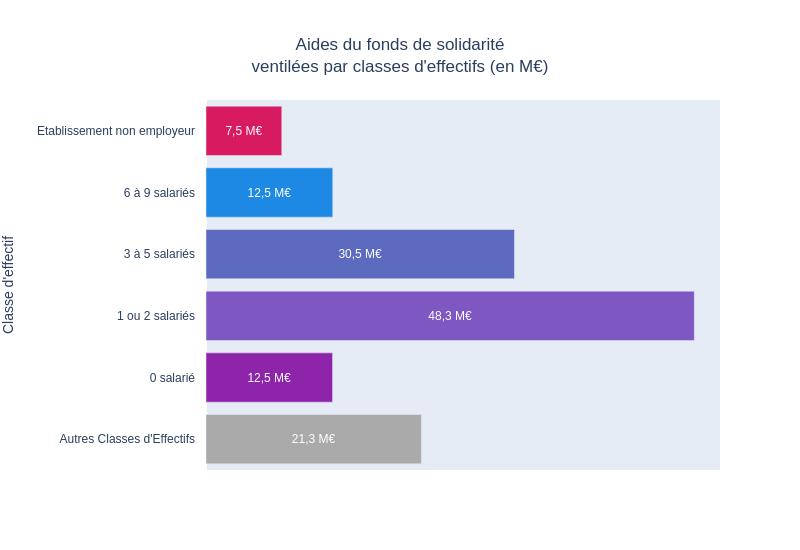 Aides du fonds de solidarité
ventilées par classes d'effectifs (en M€)
Classe d'effectif
Etablissement non employeur
7,5 M€
6 à 9 salariés
12,5 M€
3 à 5 salariés
30,5 M€
1 ou 2 salariés
48,3 M€
0 salarié
12,5 M€
Autres Classes d'Effectifs
21,3 M€